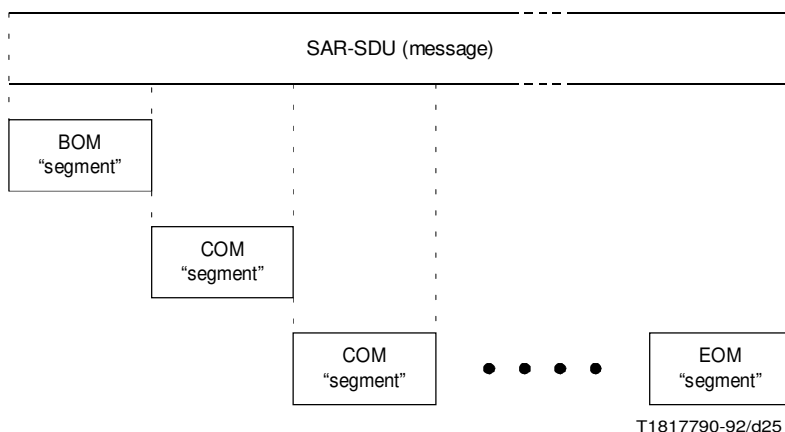 SAR-SDU (message)
BOM
“segment”
COM
“segment”
COM
“segment”
EOM
“segment”
T1817790-92/d25